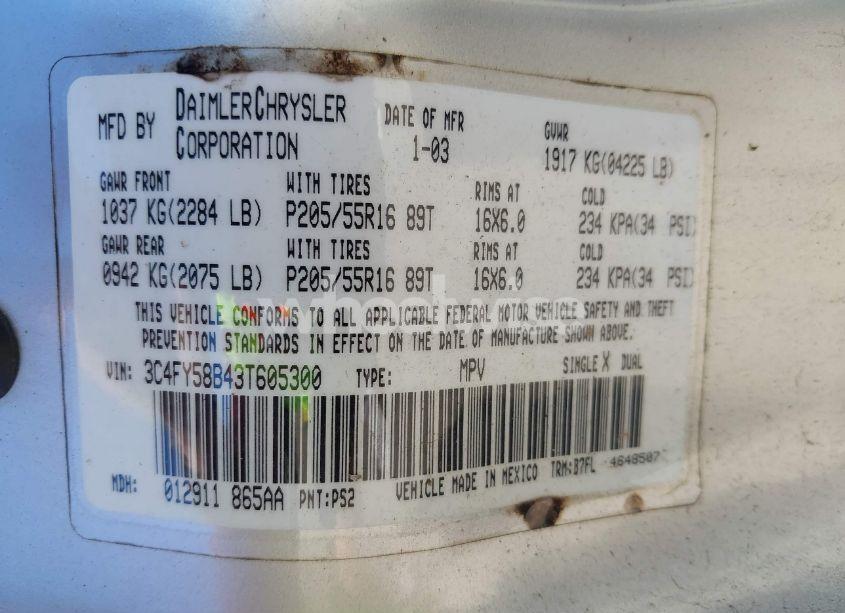 MFD BY DAIMLERCHRYSLER CORPORATION DATE OF MFR 1-03 GVWR 1917 KG(04225 LB)
GAWR FRONT WITH TIRES RIMS AT COLD
1037 KG(2284 LB) P205/55R16 89T 16X6.0 234 KPA(34 PSI)
GAWR REAR WITH TIRES RIMS AT COLD
0942 KG(2075 LB) P205/55R16 89T 16X6.0 234 KPA(34 PSI)
THIS VEHICLE CONFORMS TO ALL APPLICABLE FEDERAL MOTOR VEHICLE SAFETY AND THEFT
PREVENTION STANDARDS IN EFFECT ON THE DATE OF MANUFACTURE SHOWN ABOVE.
VIN: 3C4FY58B43T605300 TYPE: MPV SINGLE X DUAL
MDH: 012911 865AA PNT:PS2 VEHICLE MADE IN MEXICO TRM:B7FL 4648507